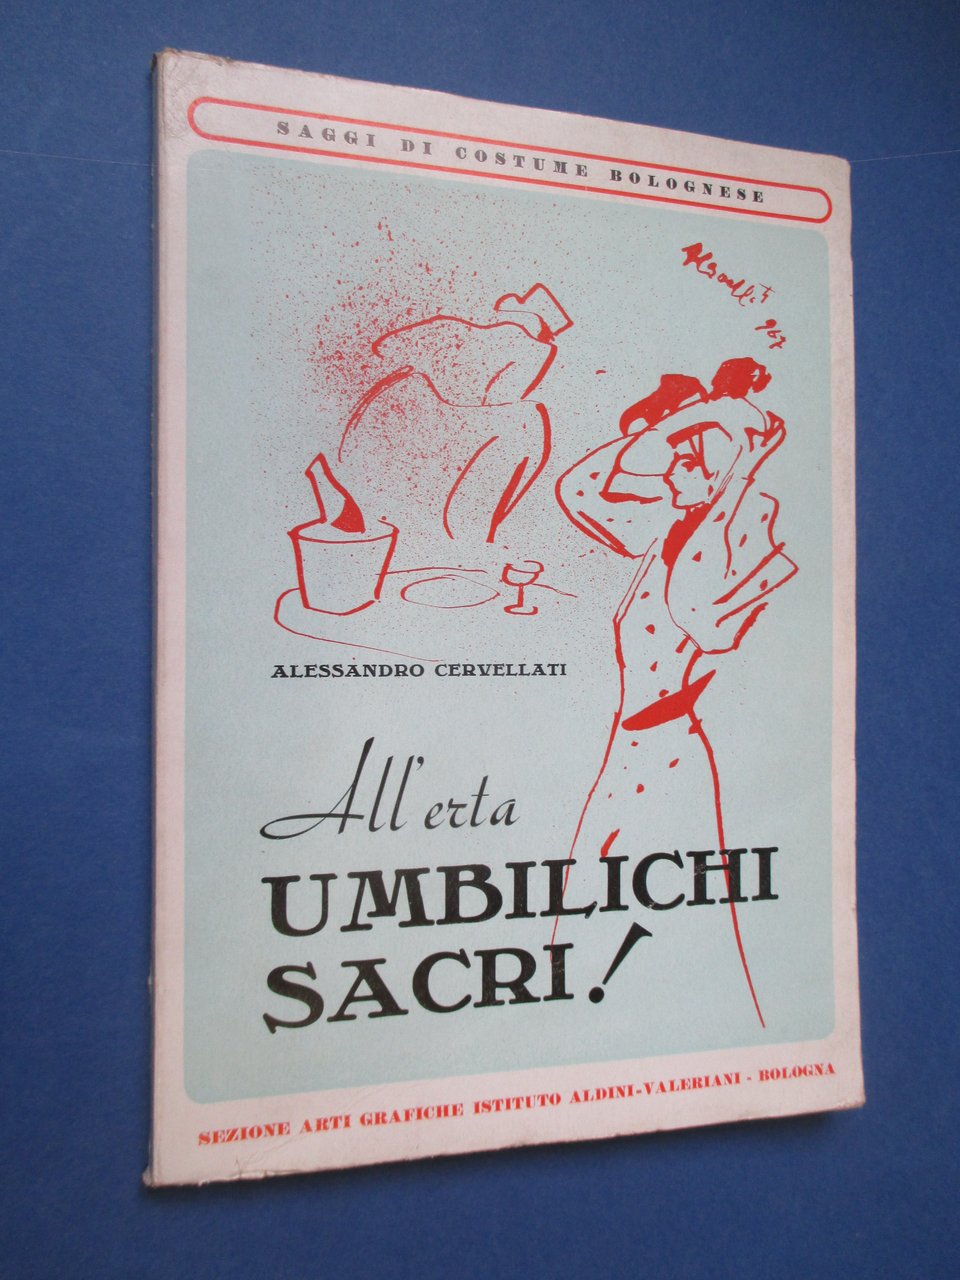 SAGGI DI COSTUME BOLOGNESE
ALESSANDRO CERVELLATI
All'erta
UMBILICHI
SACRI!
SEZIONE ARTI GRAFICHE ISTITUTO ALDINI-VALERIANI - BOLOGNA